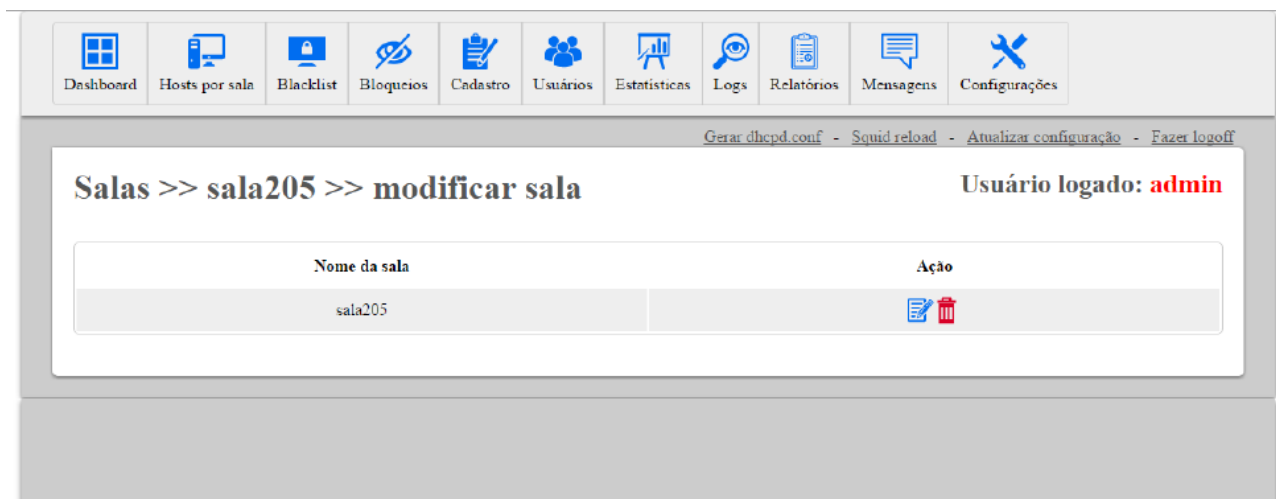 Dashboard Hosts por sala Blacklist Bloqueios Cadastro Usuários Estatísticas Logs Relatórios Mensagens Configurações
Gerar dhcpd.conf - Squid reload - Atualizar configuração - Fazer logoff
Salas >> sala205 >> modificar sala Usuário logado: admin
Nome da sala Ação
sala205